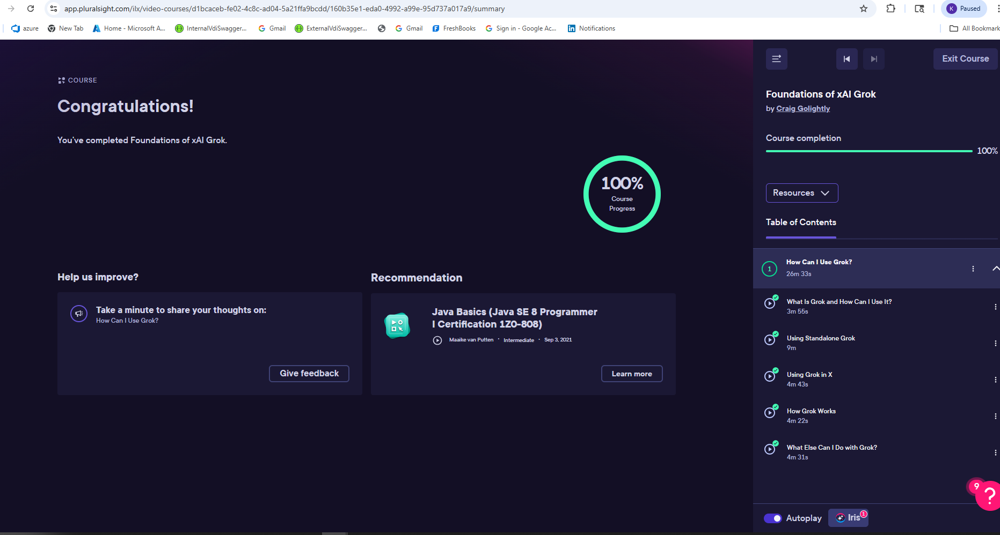 app.pluralsight.com/ilx/video-courses/d1bcaceb-fe02-4c8c-ad04-5a21ffa9bcdd/160b35e1-eda0-4992-a99e-95d737a017a9/summary
K Paused
azure New Tab Home - Microsoft A... InternalVdiSwagger... Gmail ExternalVdiSwagger... Gmail FreshBooks Sign in - Google Ac... Notifications All Bookmark
COURSE
Congratulations!
You've completed Foundations of xAI Grok.
100%
Course
Progress
Help us improve?
Take a minute to share your thoughts on:
How Can I Use Grok?
Give feedback
Recommendation
Java Basics (Java SE 8 Programmer
I Certification 1Z0-808)
Maaike van Putten · Intermediate · Sep 3, 2021
Learn more
Exit Course
Foundations of xAI Grok
by Craig Golightly
Course completion
100%
Resources
Table of Contents
1
How Can I Use Grok?
26m 33s
What Is Grok and How Can I Use It?
3m 55s
Using Standalone Grok
9m
Using Grok in X
4m 43s
How Grok Works
4m 22s
What Else Can I Do with Grok?
4m 31s
9
?
Autoplay
Iris 1